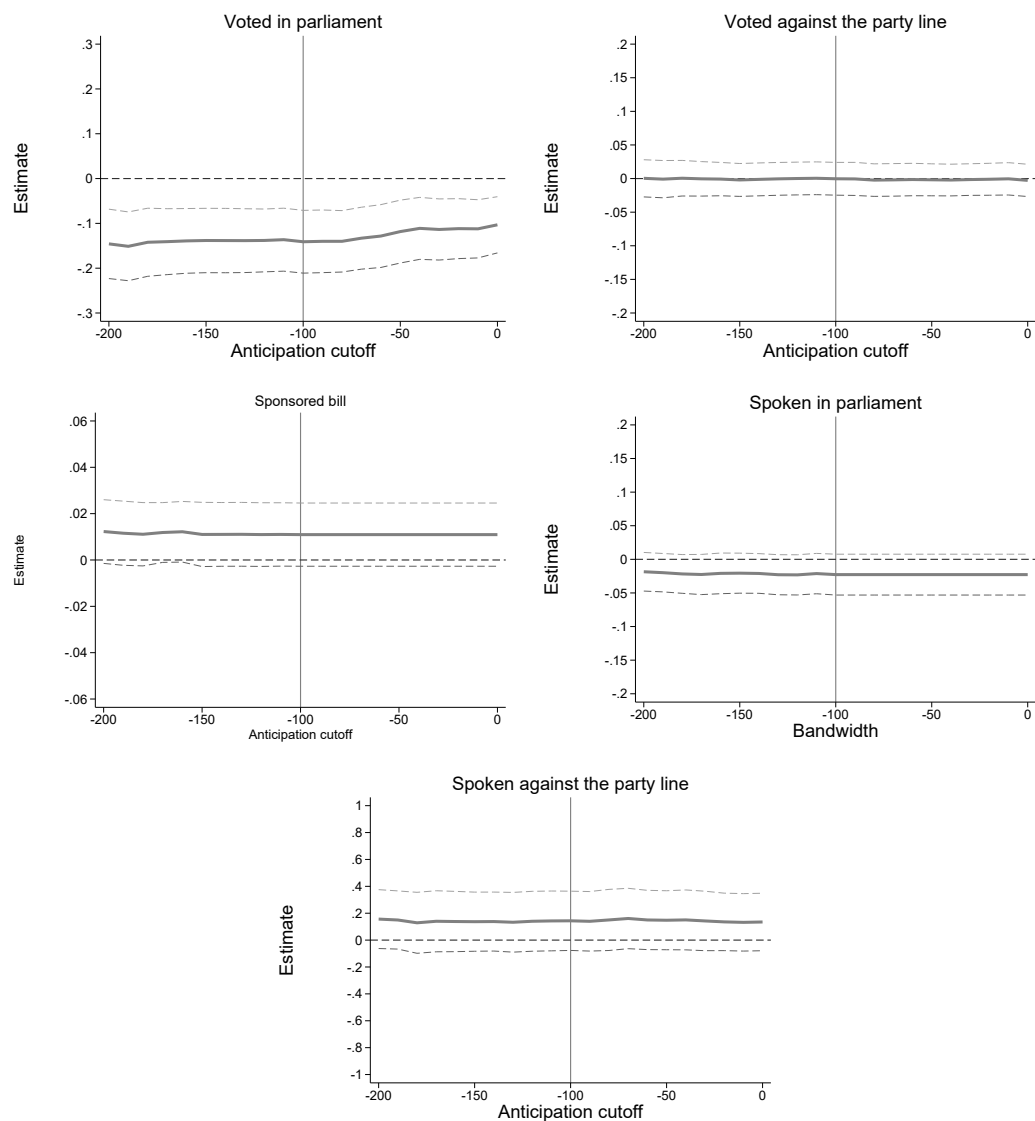 Voted in parliament
.3
.2
.1
0
-.1
-.2
-.3
Estimate
-200 -150 -100 -50 0
Anticipation cutoff
Voted against the party line
.2
.15
.1
.05
0
-.05
-.1
-.15
-.2
Estimate
-200 -150 -100 -50 0
Anticipation cutoff
Sponsored bill
.06
.04
.02
0
-.02
-.04
-.06
Estimate
-200 -150 -100 -50 0
Anticipation cutoff
Spoken in parliament
.2
.15
.1
.05
0
-.05
-.1
-.15
-.2
Estimate
-200 -150 -100 -50 0
Bandwidth
Spoken against the party line
1
.8
.6
.4
.2
0
-.2
-.4
-.6
-.8
-1
Estimate
-200 -150 -100 -50 0
Anticipation cutoff